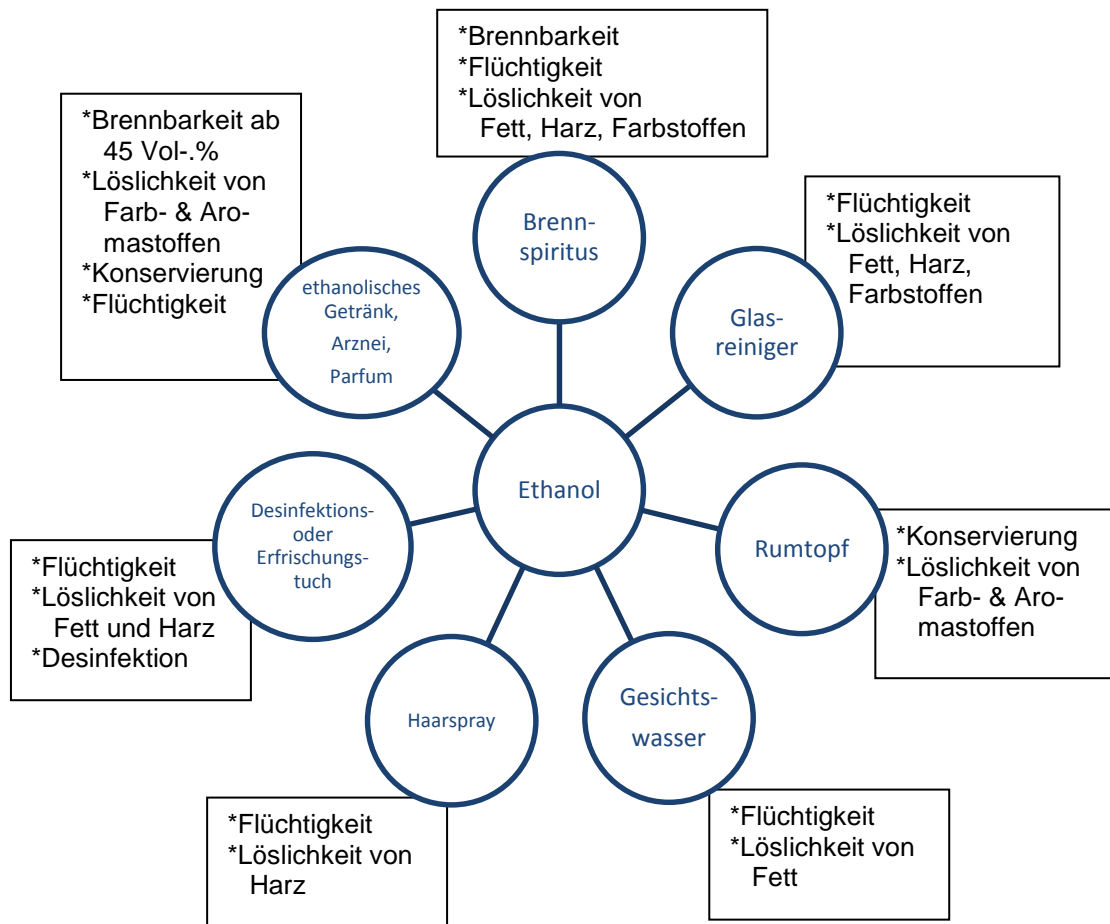 *Brennbarkeit
*Flüchtigkeit
*Löslichkeit von
Fett, Harz, Farbstoffen
*Brennbarkeit ab
45 Vol-.%
*Löslichkeit von
Farb- & Aro-
mastoffen
*Konservierung
*Flüchtigkeit
Brenn-
spiritus
*Flüchtigkeit
*Löslichkeit von
Fett, Harz,
Farbstoffen
ethanolisches
Getränk,
Arznei,
Parfum
Glas-
reiniger
Ethanol
Desinfektions-
oder
Erfrischungs-
tuch
*Flüchtigkeit
*Löslichkeit von
Fett und Harz
*Desinfektion
Rumtopf
*Konservierung
*Löslichkeit von
Farb- & Aro-
mastoffen
Haarspray
Gesichts-
wasser
*Flüchtigkeit
*Löslichkeit von
Harz
*Flüchtigkeit
*Löslichkeit von
Fett